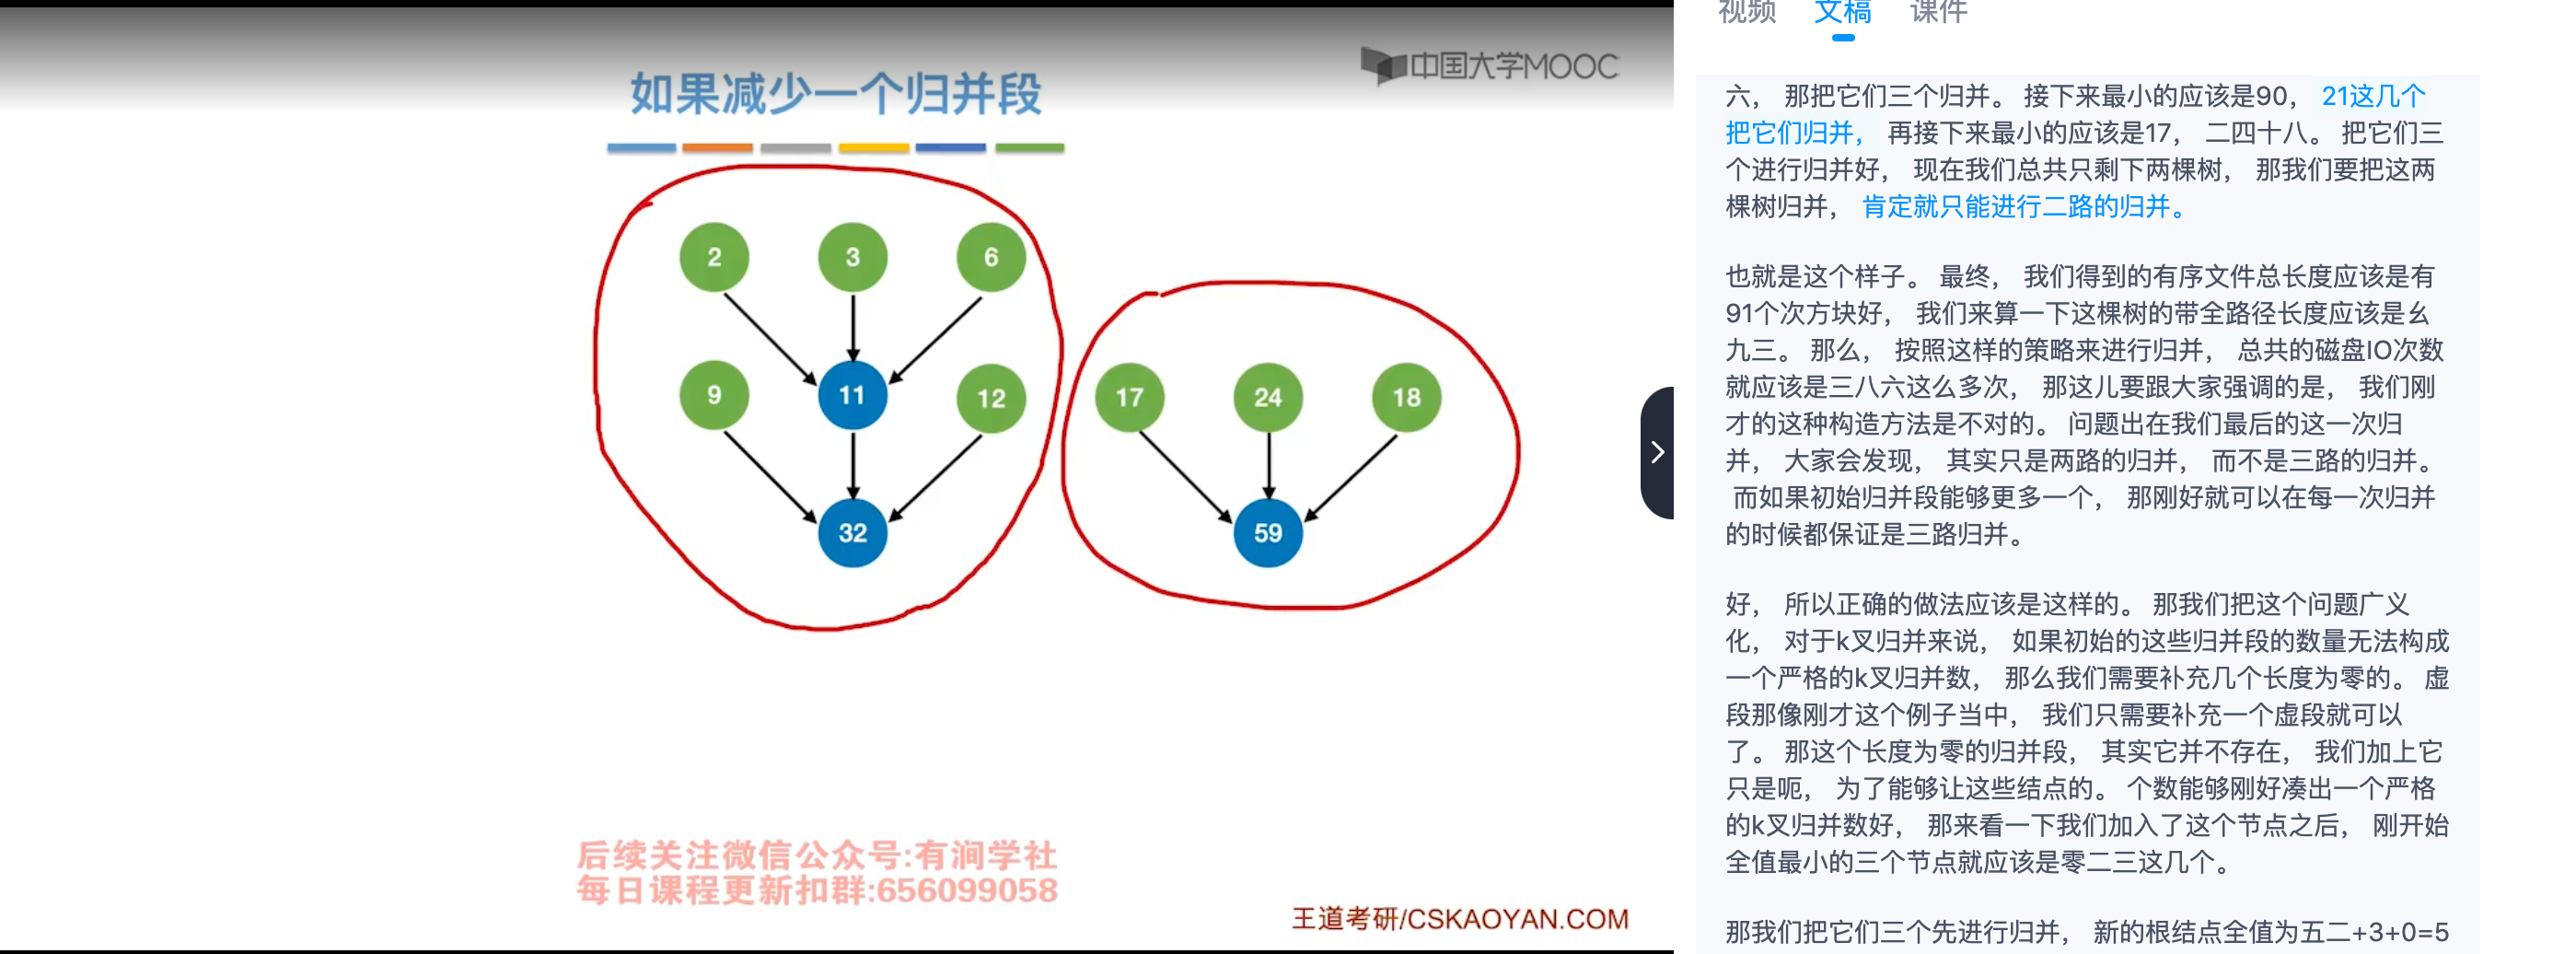 中国大学MOOC
如果减少一个归并段
2 3 6
9 11 12
17 24 18
32 59
后续关注微信公众号:有涧学社
每日课程更新扣群:656099058
王道考研/CSKAOYAN.COM
视频 文稿 课件
六， 那把它们三个归并。 接下来最小的应该是90， 21这几个
把它们归并， 再接下来最小的应该是17， 二四十八。 把它们三
个进行归并好， 现在我们总共只剩下两棵树， 那我们要把这两
棵树归并， 肯定就只能进行二路的归并。
也就是这个样子。 最终， 我们得到的有序文件总长度应该是有
91个次方块好， 我们来算一下这棵树的带全路径长度应该是幺
九三。 那么， 按照这样的策略来进行归并， 总共的磁盘IO次数
就应该是三八六这么多次， 那这儿要跟大家强调的是， 我们刚
才的这种构造方法是不对的。 问题出在我们最后的这一次归
并， 大家会发现， 其实只是两路的归并， 而不是三路的归并。
而如果初始归并段能够更多一个， 那刚好就可以在每一次归并
的时候都保证是三路归并。
好， 所以正确的做法应该是这样的。 那我们把这个问题广义
化， 对于k叉归并来说， 如果初始的这些归并段的数量无法构成
一个严格的k叉归并数， 那么我们需要补充几个长度为零的。 虚
段那像刚才这个例子当中， 我们只需要补充一个虚段就可以
了。 那这个长度为零的归并段， 其实它并不存在， 我们加上它
只是呃， 为了能够让这些结点的。 个数能够刚好凑出一个严格
的k叉归并数好， 那来看一下我们加入了这个节点之后， 刚开始
全值最小的三个节点就应该是零二三这几个。
那我们把它们三个先进行归并， 新的根结点全值为五二+3+0=5